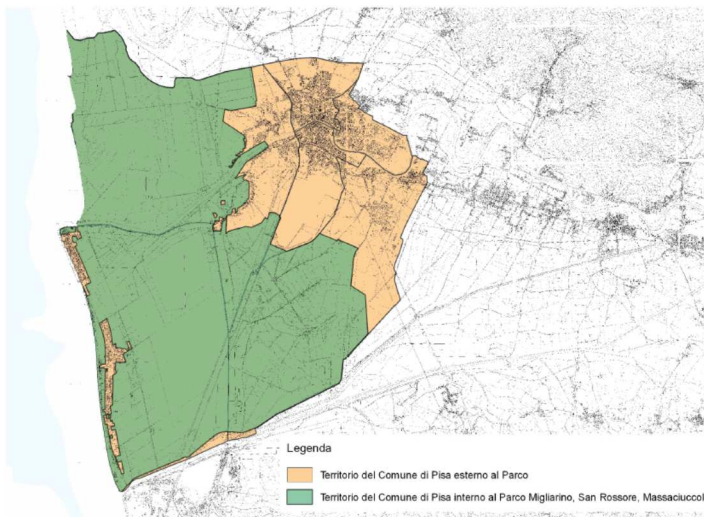 Legenda
Territorio del Comune di Pisa esterno al Parco
Territorio del Comune di Pisa interno al Parco Migliarino, San Rossore, Massaciuccol